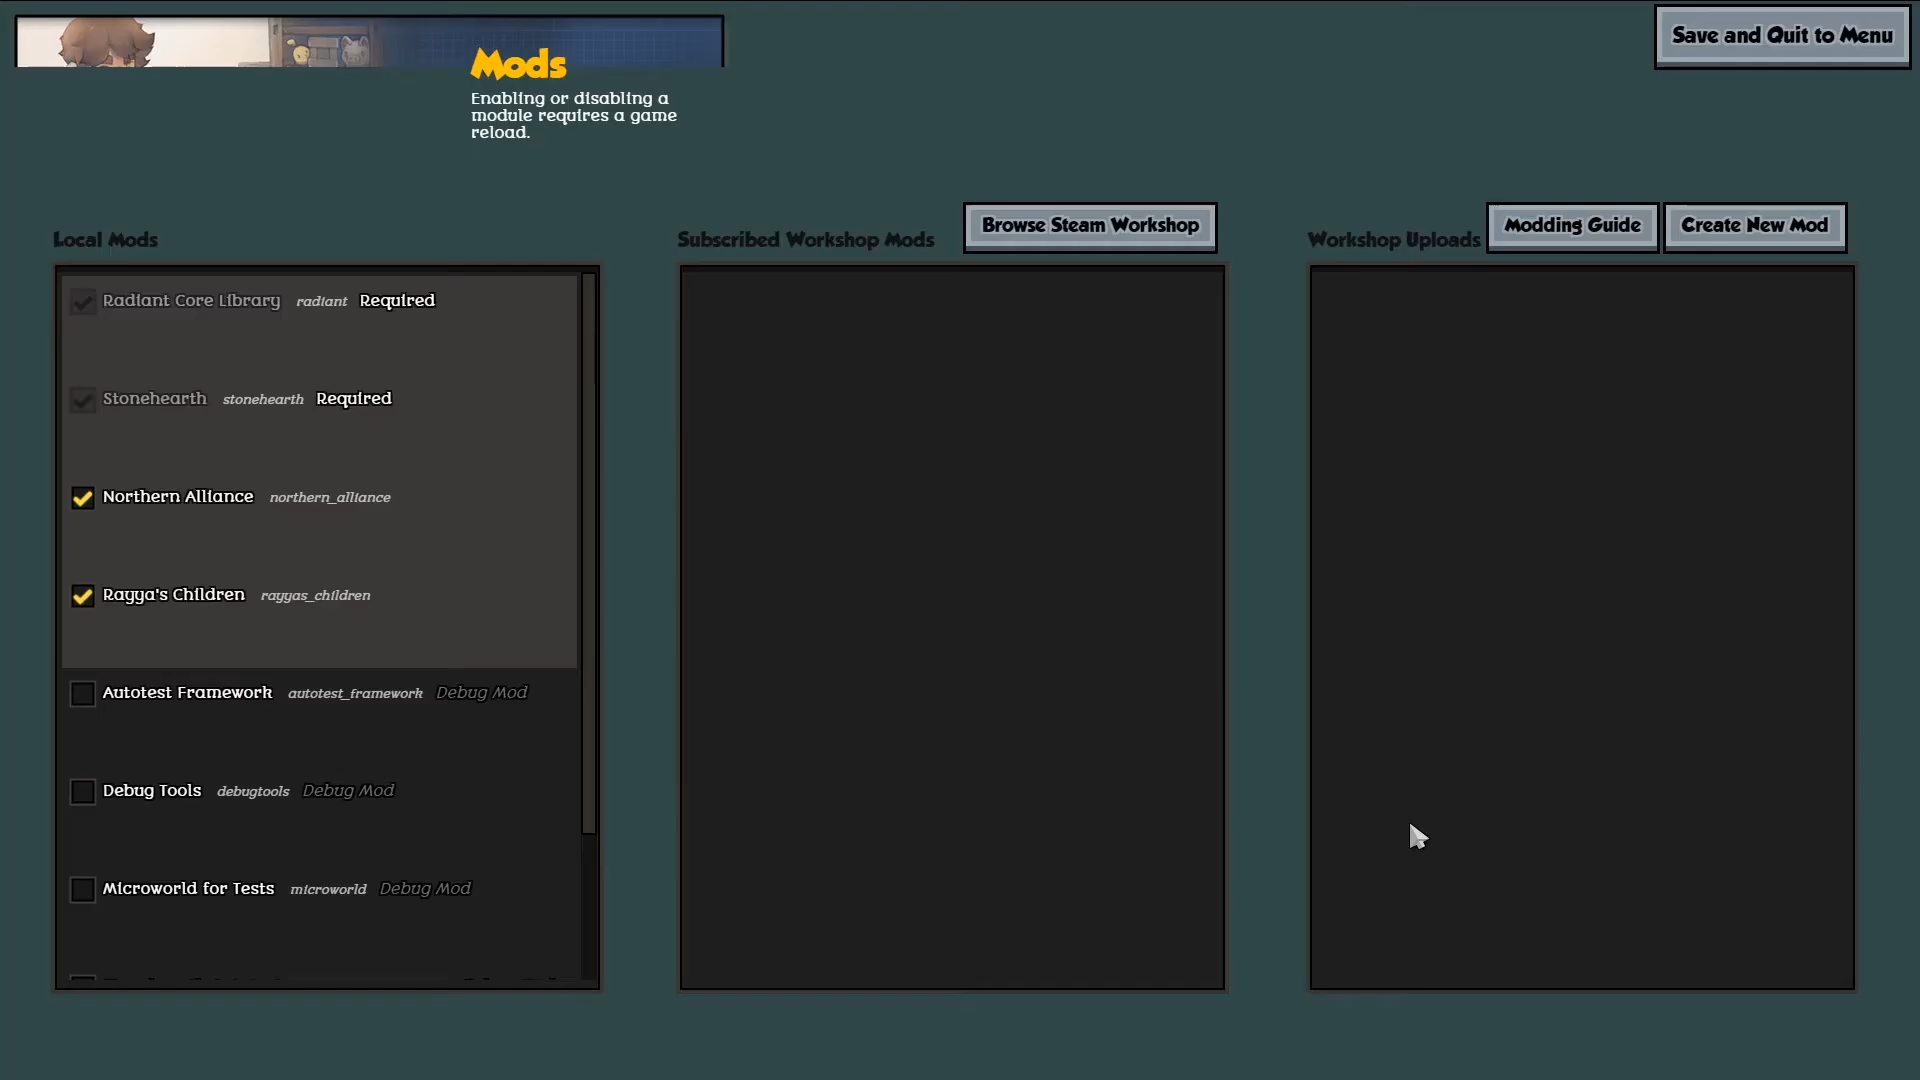 Mods
Save and Quit to Menu
Enabling or disabling a
module requires a game
reload.
Local Mods
Subscribed Workshop Mods
Browse Steam Workshop
Workshop Uploads
Modding Guide
Create New Mod
Radiant Core Library radiant Required
Stonehearth stonehearth Required
Northern Alliance northern_alliance
Rayya's Children rayyas_children
Autotest Framework autotest_framework Debug Mod
Debug Tools debugtools Debug Mod
Microworld for Tests microworld Debug Mod